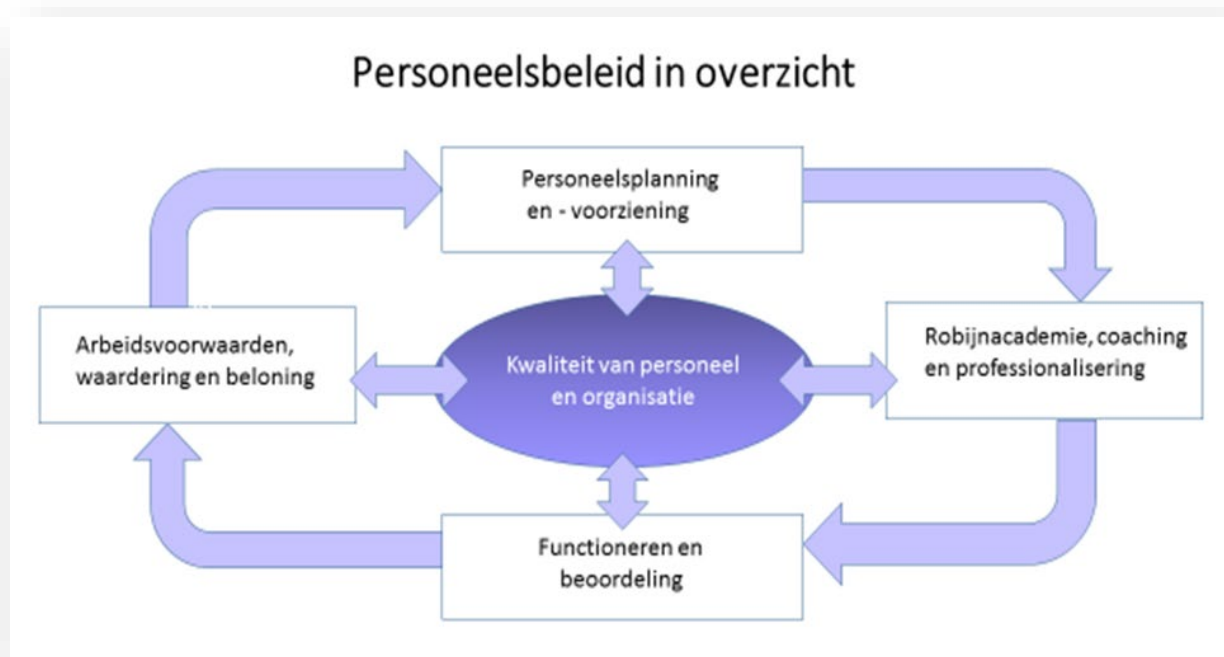 Personeelsbeleid in overzicht
Personeelsplanning
en - voorziening
Arbeidsvoorwaarden,
waardering en beloning
Kwaliteit van personeel
en organisatie
Robijnacademie, coaching
en professionalisering
Functioneren en
beoordeling